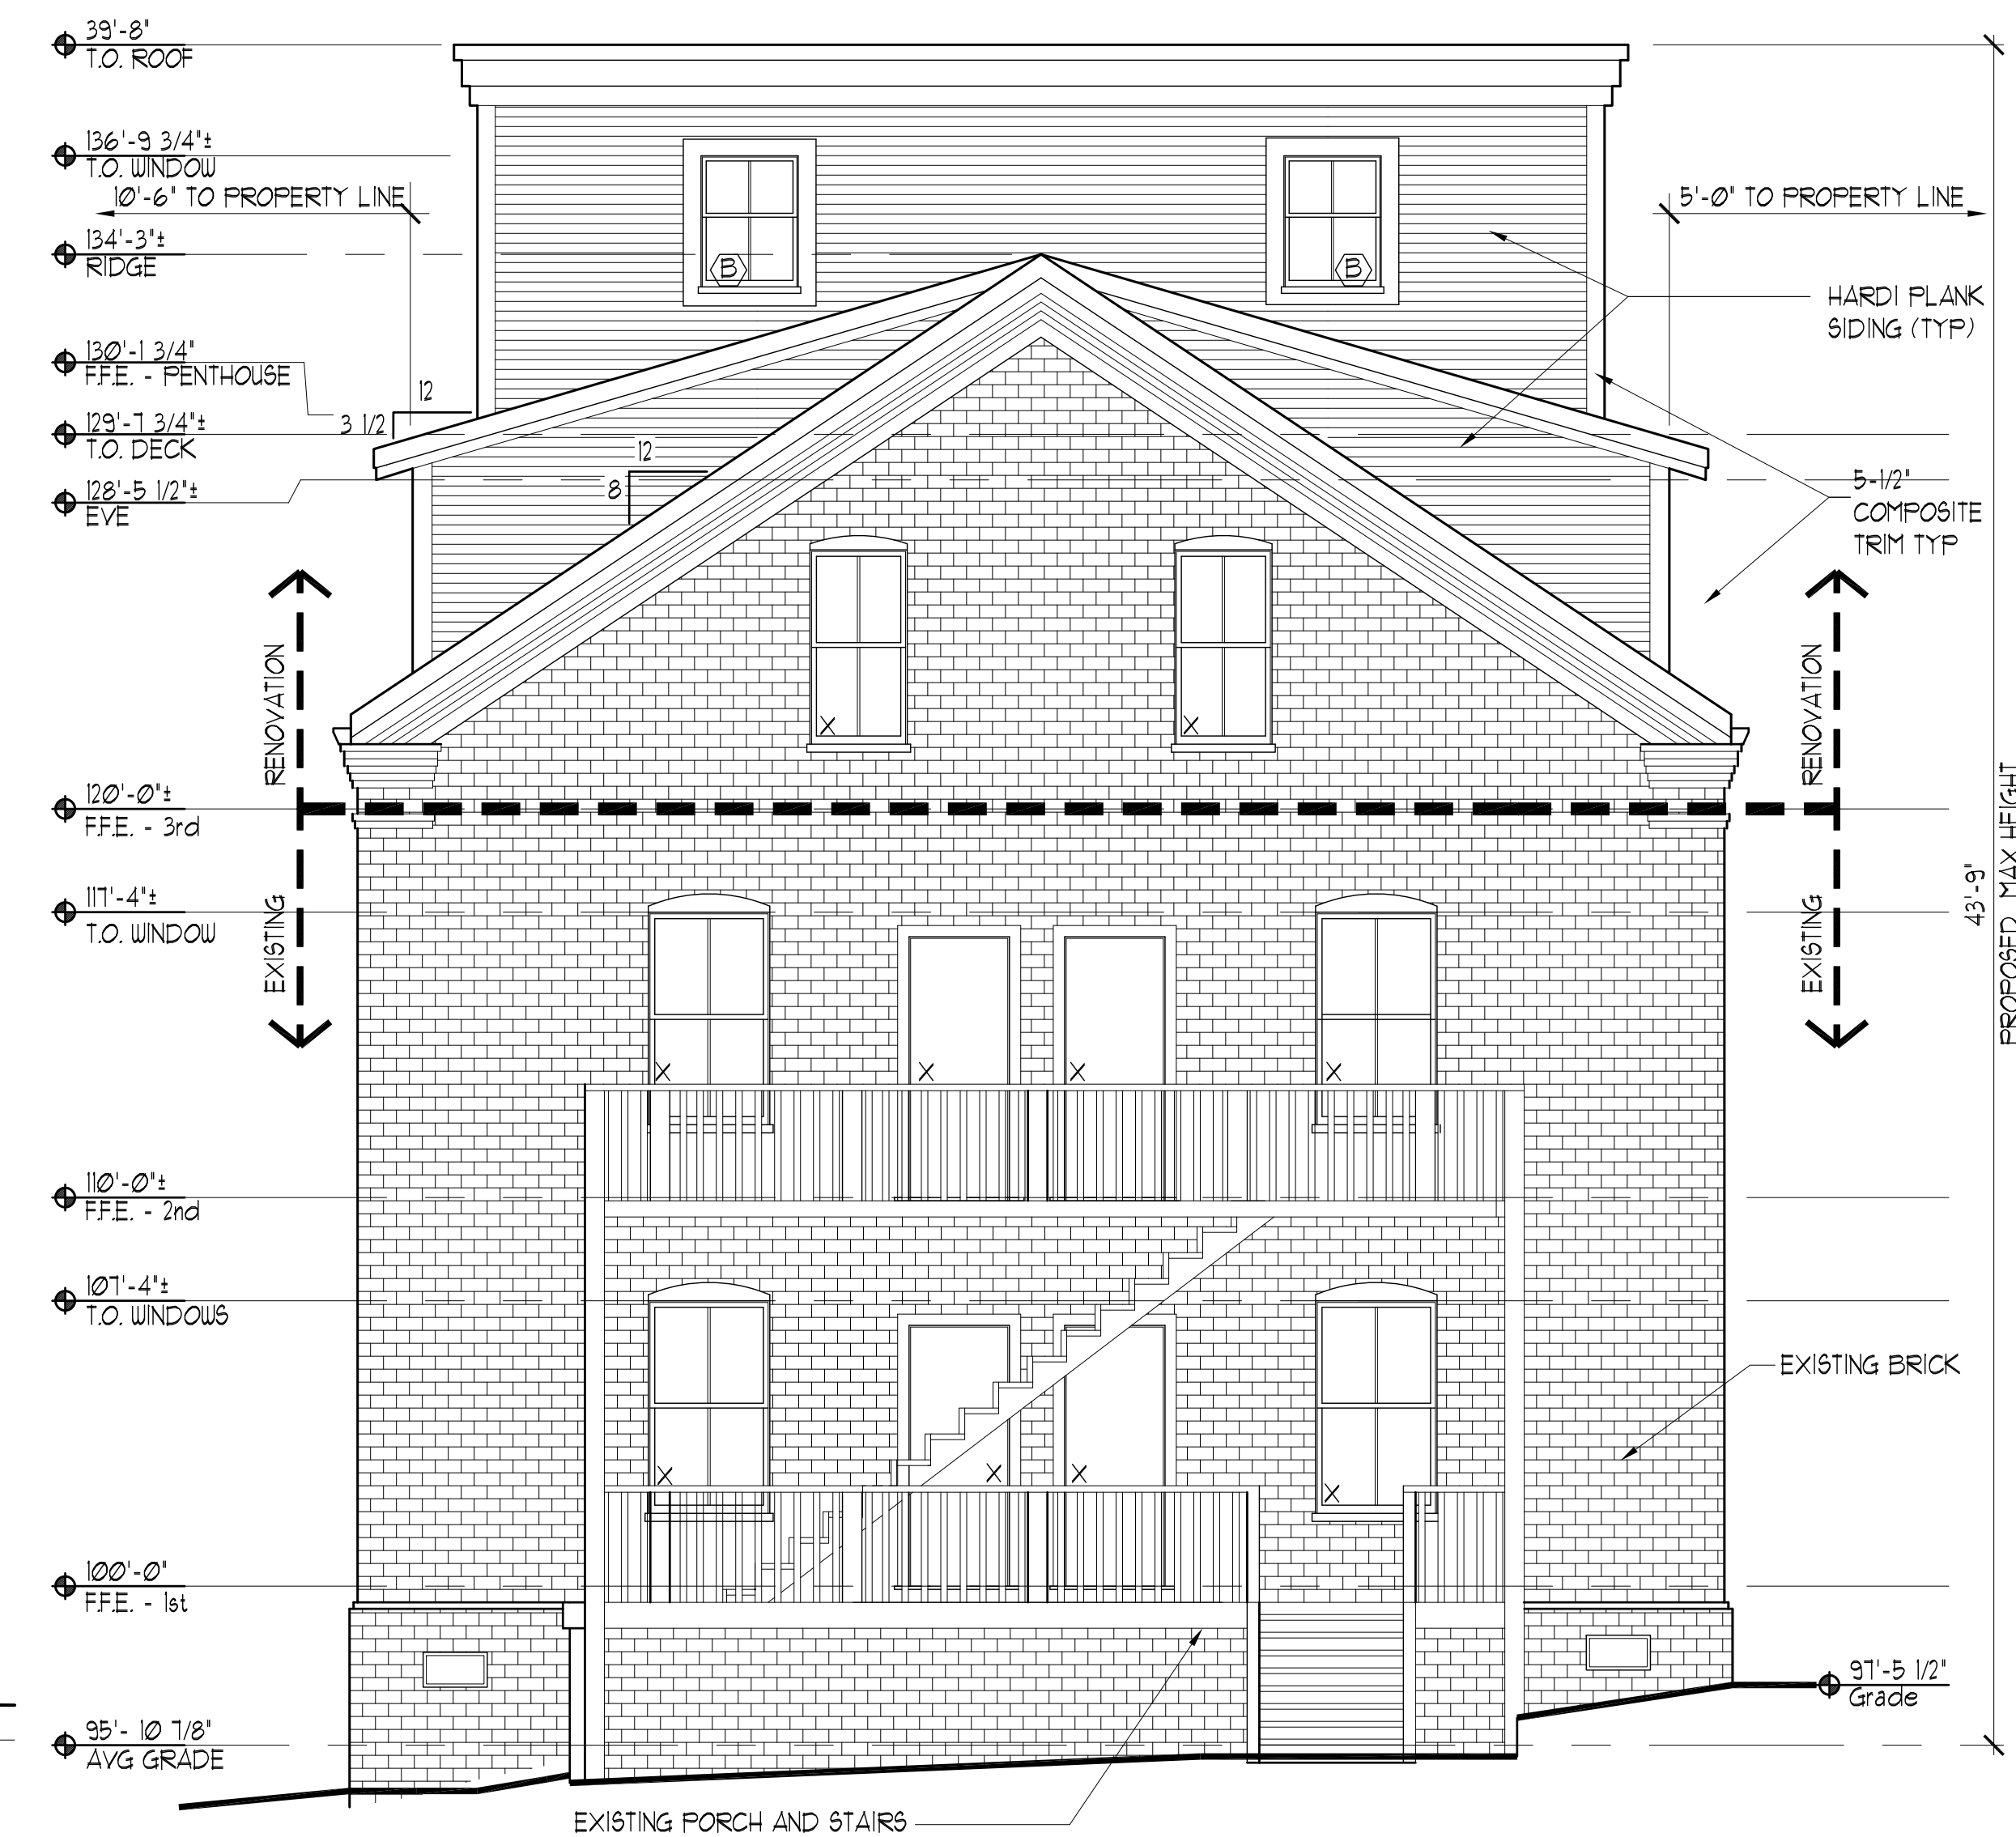 39'-8"
T.O. ROOF
136'-9 3/4"±
T.O. WINDOW
10'-6" TO PROPERTY LINE
5'-0" TO PROPERTY LINE
134'-3"±
RIDGE
B
B
HARDI PLANK
SIDING (TYP)
130'-1 3/4"
F.F.E. - PENTHOUSE
12
3 1/2
129'-7 3/4"±
T.O. DECK
12
8
128'-5 1/2"±
EVE
5-1/2"
COMPOSITE
TRIM TYP
RENOVATION
RENOVATION
X
X
120'-0"±
F.F.E. - 3rd
43'-9"
PROPOSED MAX HEIGHT
117'-4"±
T.O. WINDOW
EXISTING
EXISTING
X
X
X
X
110'-0"±
F.F.E. - 2nd
107'-4"±
T.O. WINDOWS
EXISTING BRICK
X
X
X
X
100'-0"
F.F.E. - 1st
97'-5 1/2"
Grade
95'- 10 7/8"
AVG GRADE
EXISTING PORCH AND STAIRS